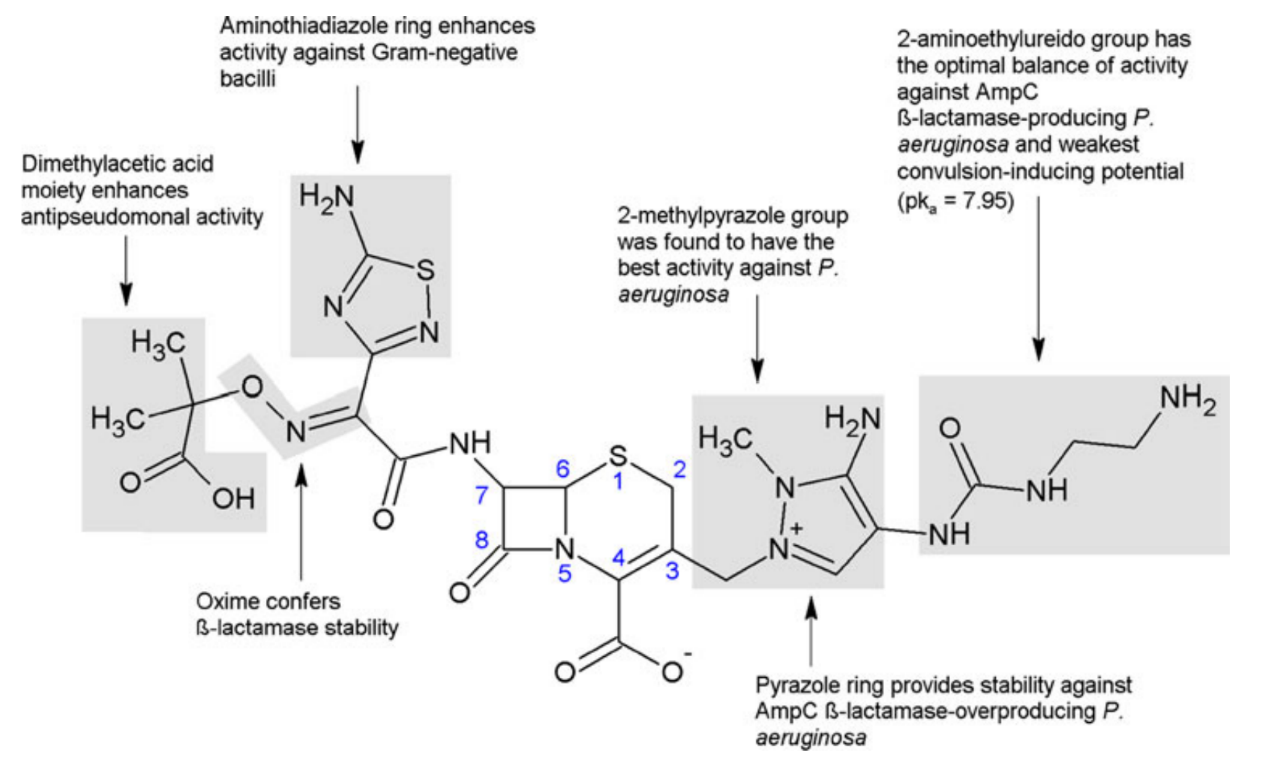 Aminothiadiazole ring enhances
activity against Gram-negative
bacilli
2-aminoethylureido group has
the optimal balance of activity
against AmpC
ß-lactamase-producing P.
aeruginosa and weakest
convulsion-inducing potential
(pka = 7.95)
Dimethylacetic acid
moiety enhances
antipseudomonal activity
2-methylpyrazole group
was found to have the
best activity against P.
aeruginosa
H2N
S
N
N
H3C
H3C
O
N
O
OH
O
NH
7
6
S
1
2
8
N
5
4
3
O
O
O-
H3C
H2N
N
N+
O
NH
NH
NH2
Oxime confers
ß-lactamase stability
Pyrazole ring provides stability against
AmpC ß-lactamase-overproducing P.
aeruginosa